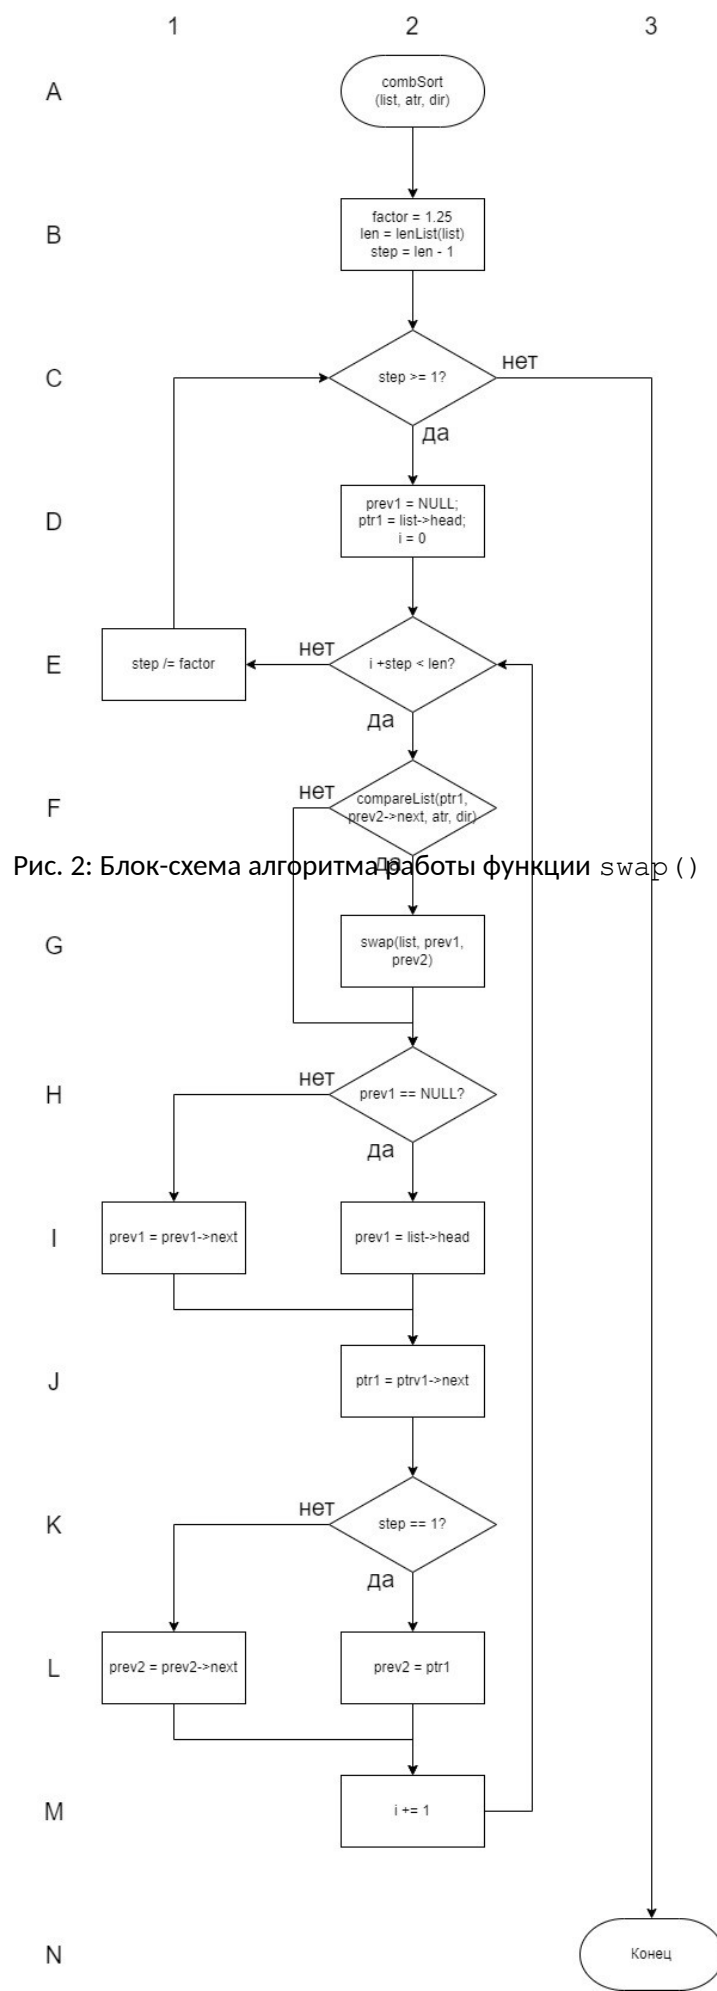 1 2 3
A
combSort
(list, atr, dir)
B
factor = 1.25
len = lenList(list)
step = len - 1
C
step >= 1?
нет
да
D
prev1 = NULL;
ptr1 = list->head;
i = 0
E
step /= factor
нет
i +step < len?
да
F
нет
compareList(ptr1,
prev2->next, atr, dir)
да
Рис. 2: Блок-схема алгоритма работы функции swap()
G
swap(list, prev1,
prev2)
H
нет
prev1 == NULL?
да
I
prev1 = prev1->next
prev1 = list->head
J
ptr1 = ptrv1->next
K
нет
step == 1?
да
L
prev2 = prev2->next
prev2 = ptr1
M
i += 1
N
Конец